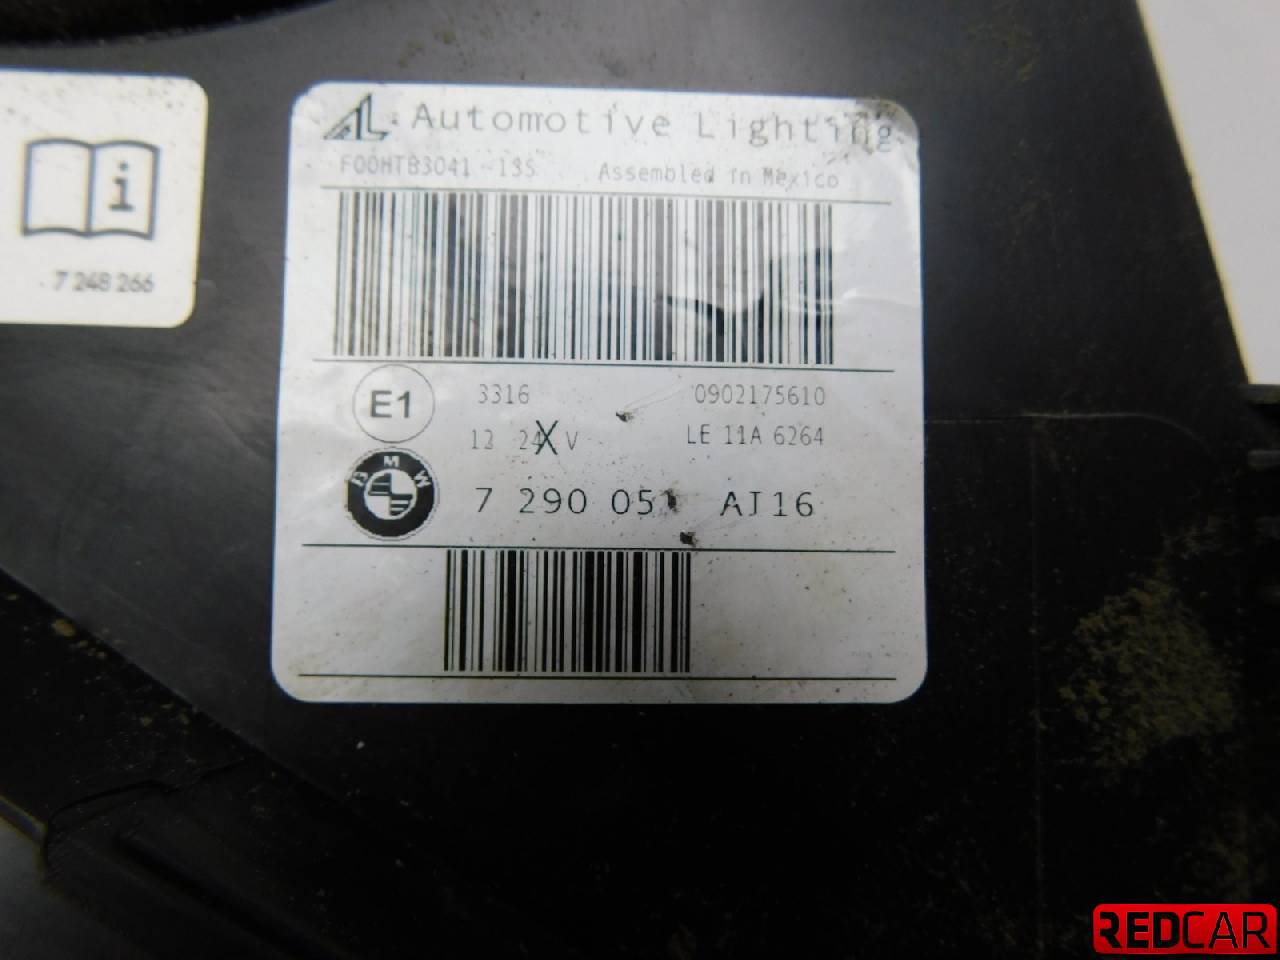 AL Automotive Lighting
F00HTB3041-13S Assembled in Mexico
i
7 248 266
E1
3316 0902175610
12 24 V LE 11A 6264
BMW
7 290 051 AI16
REDCAR